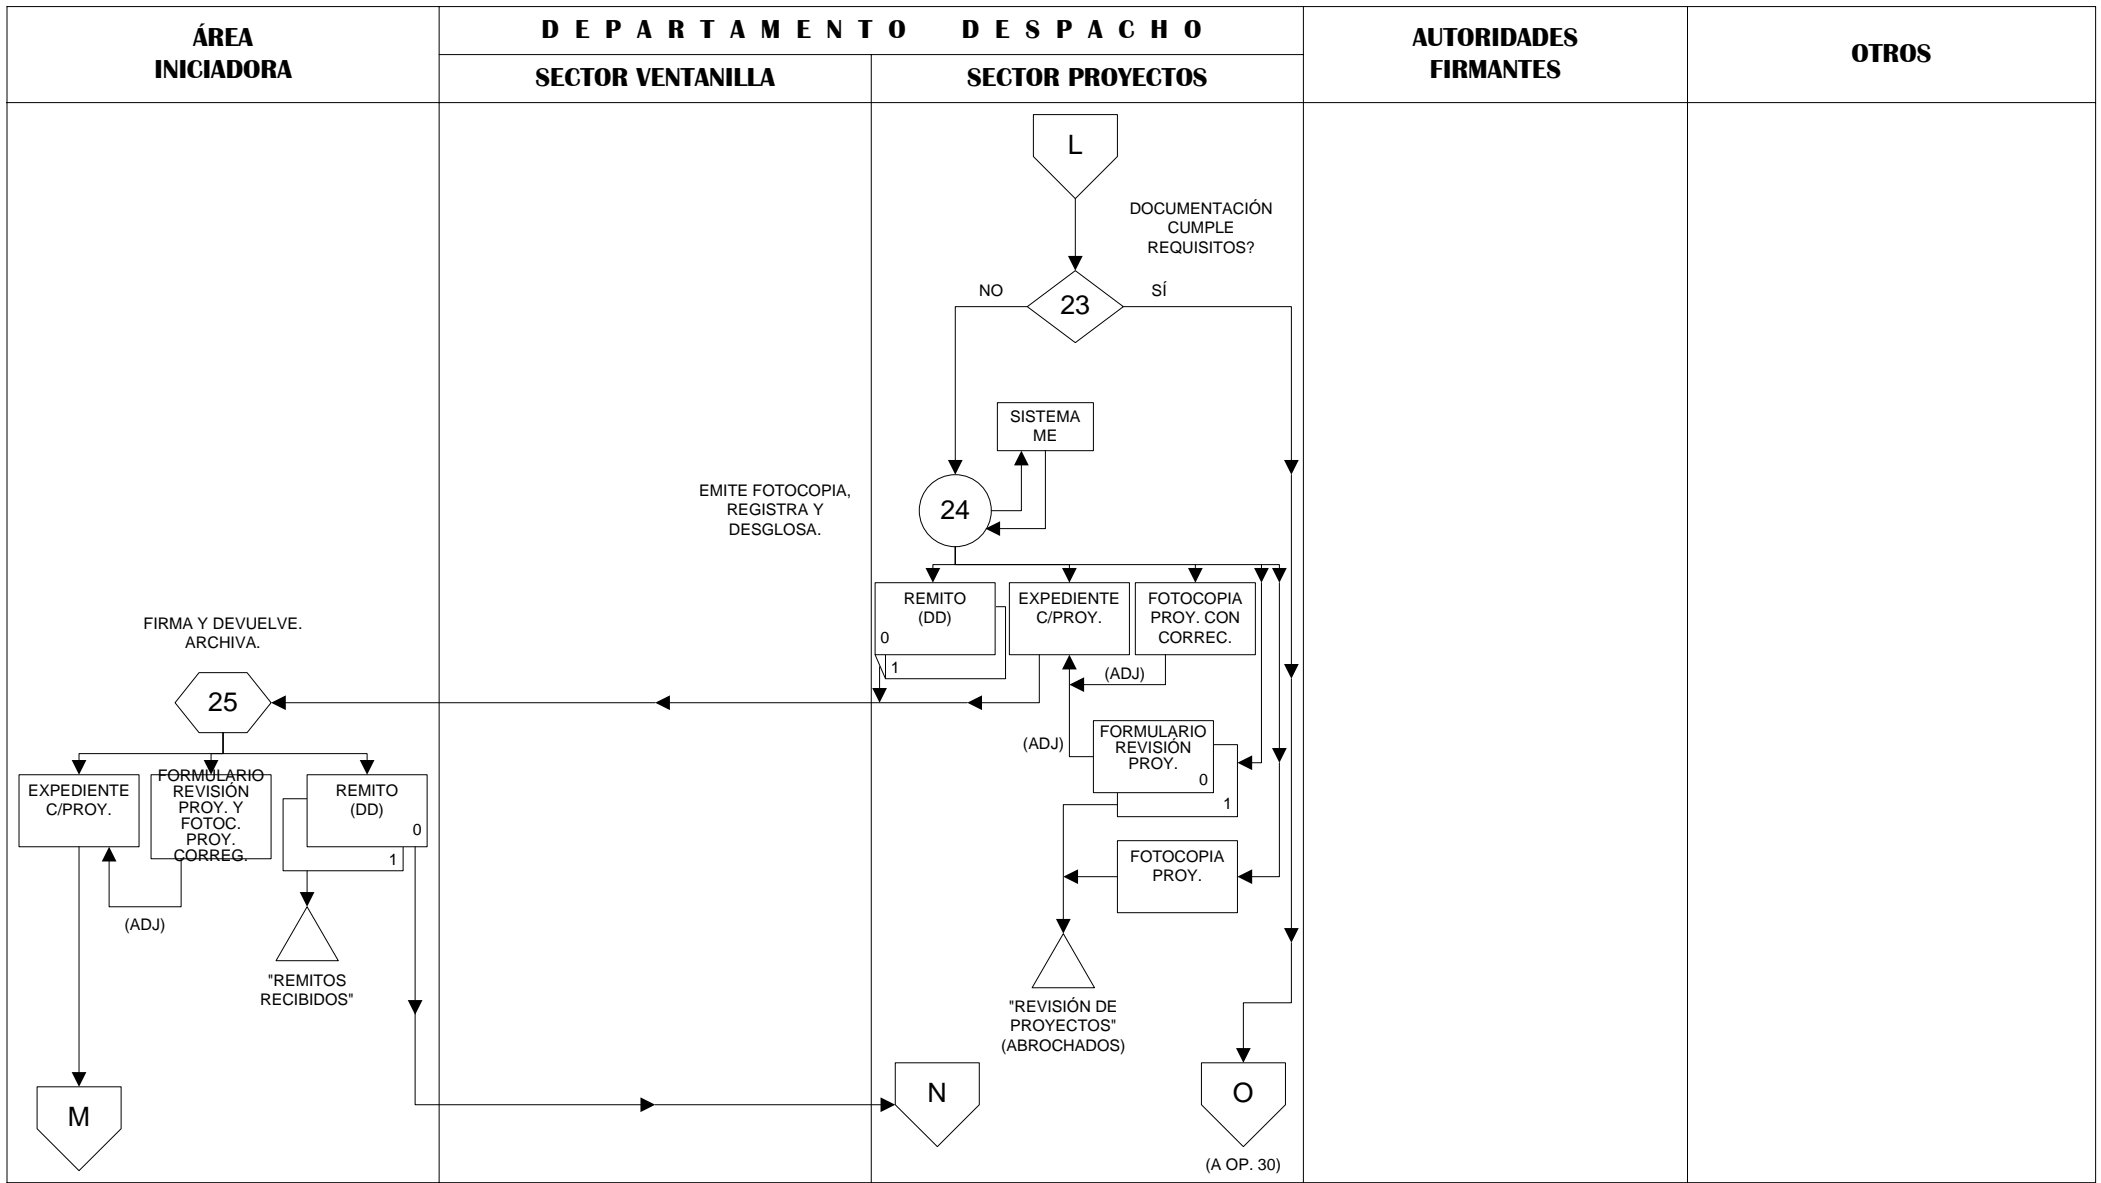 ÁREA
INICIADORA
DEPARTAMENTO DESPACHO
SECTOR VENTANILLA
SECTOR PROYECTOS
AUTORIDADES
FIRMANTES
OTROS
L
DOCUMENTACIÓN
CUMPLE
REQUISITOS?
NO
23
SÍ
SISTEMA
ME
EMITE FOTOCOPIA,
REGISTRA Y
DESGLOSA.
24
REMITO
(DD)
0
1
EXPEDIENTE
C/PROY.
FOTOCOPIA
PROY. CON
CORREC.
(ADJ)
FIRMA Y DEVUELVE.
ARCHIVA.
25
(ADJ)
FORMULARIO
REVISIÓN
PROY.
0
1
EXPEDIENTE
C/PROY.
FORMULARIO
REVISIÓN
PROY. Y
FOTOC.
PROY.
CORREG.
REMITO
(DD)
0
1
(ADJ)
FOTOCOPIA
PROY.
"REMITOS
RECIBIDOS"
"REVISIÓN DE
PROYECTOS"
(ABROCHADOS)
M
N
O
(A OP. 30)